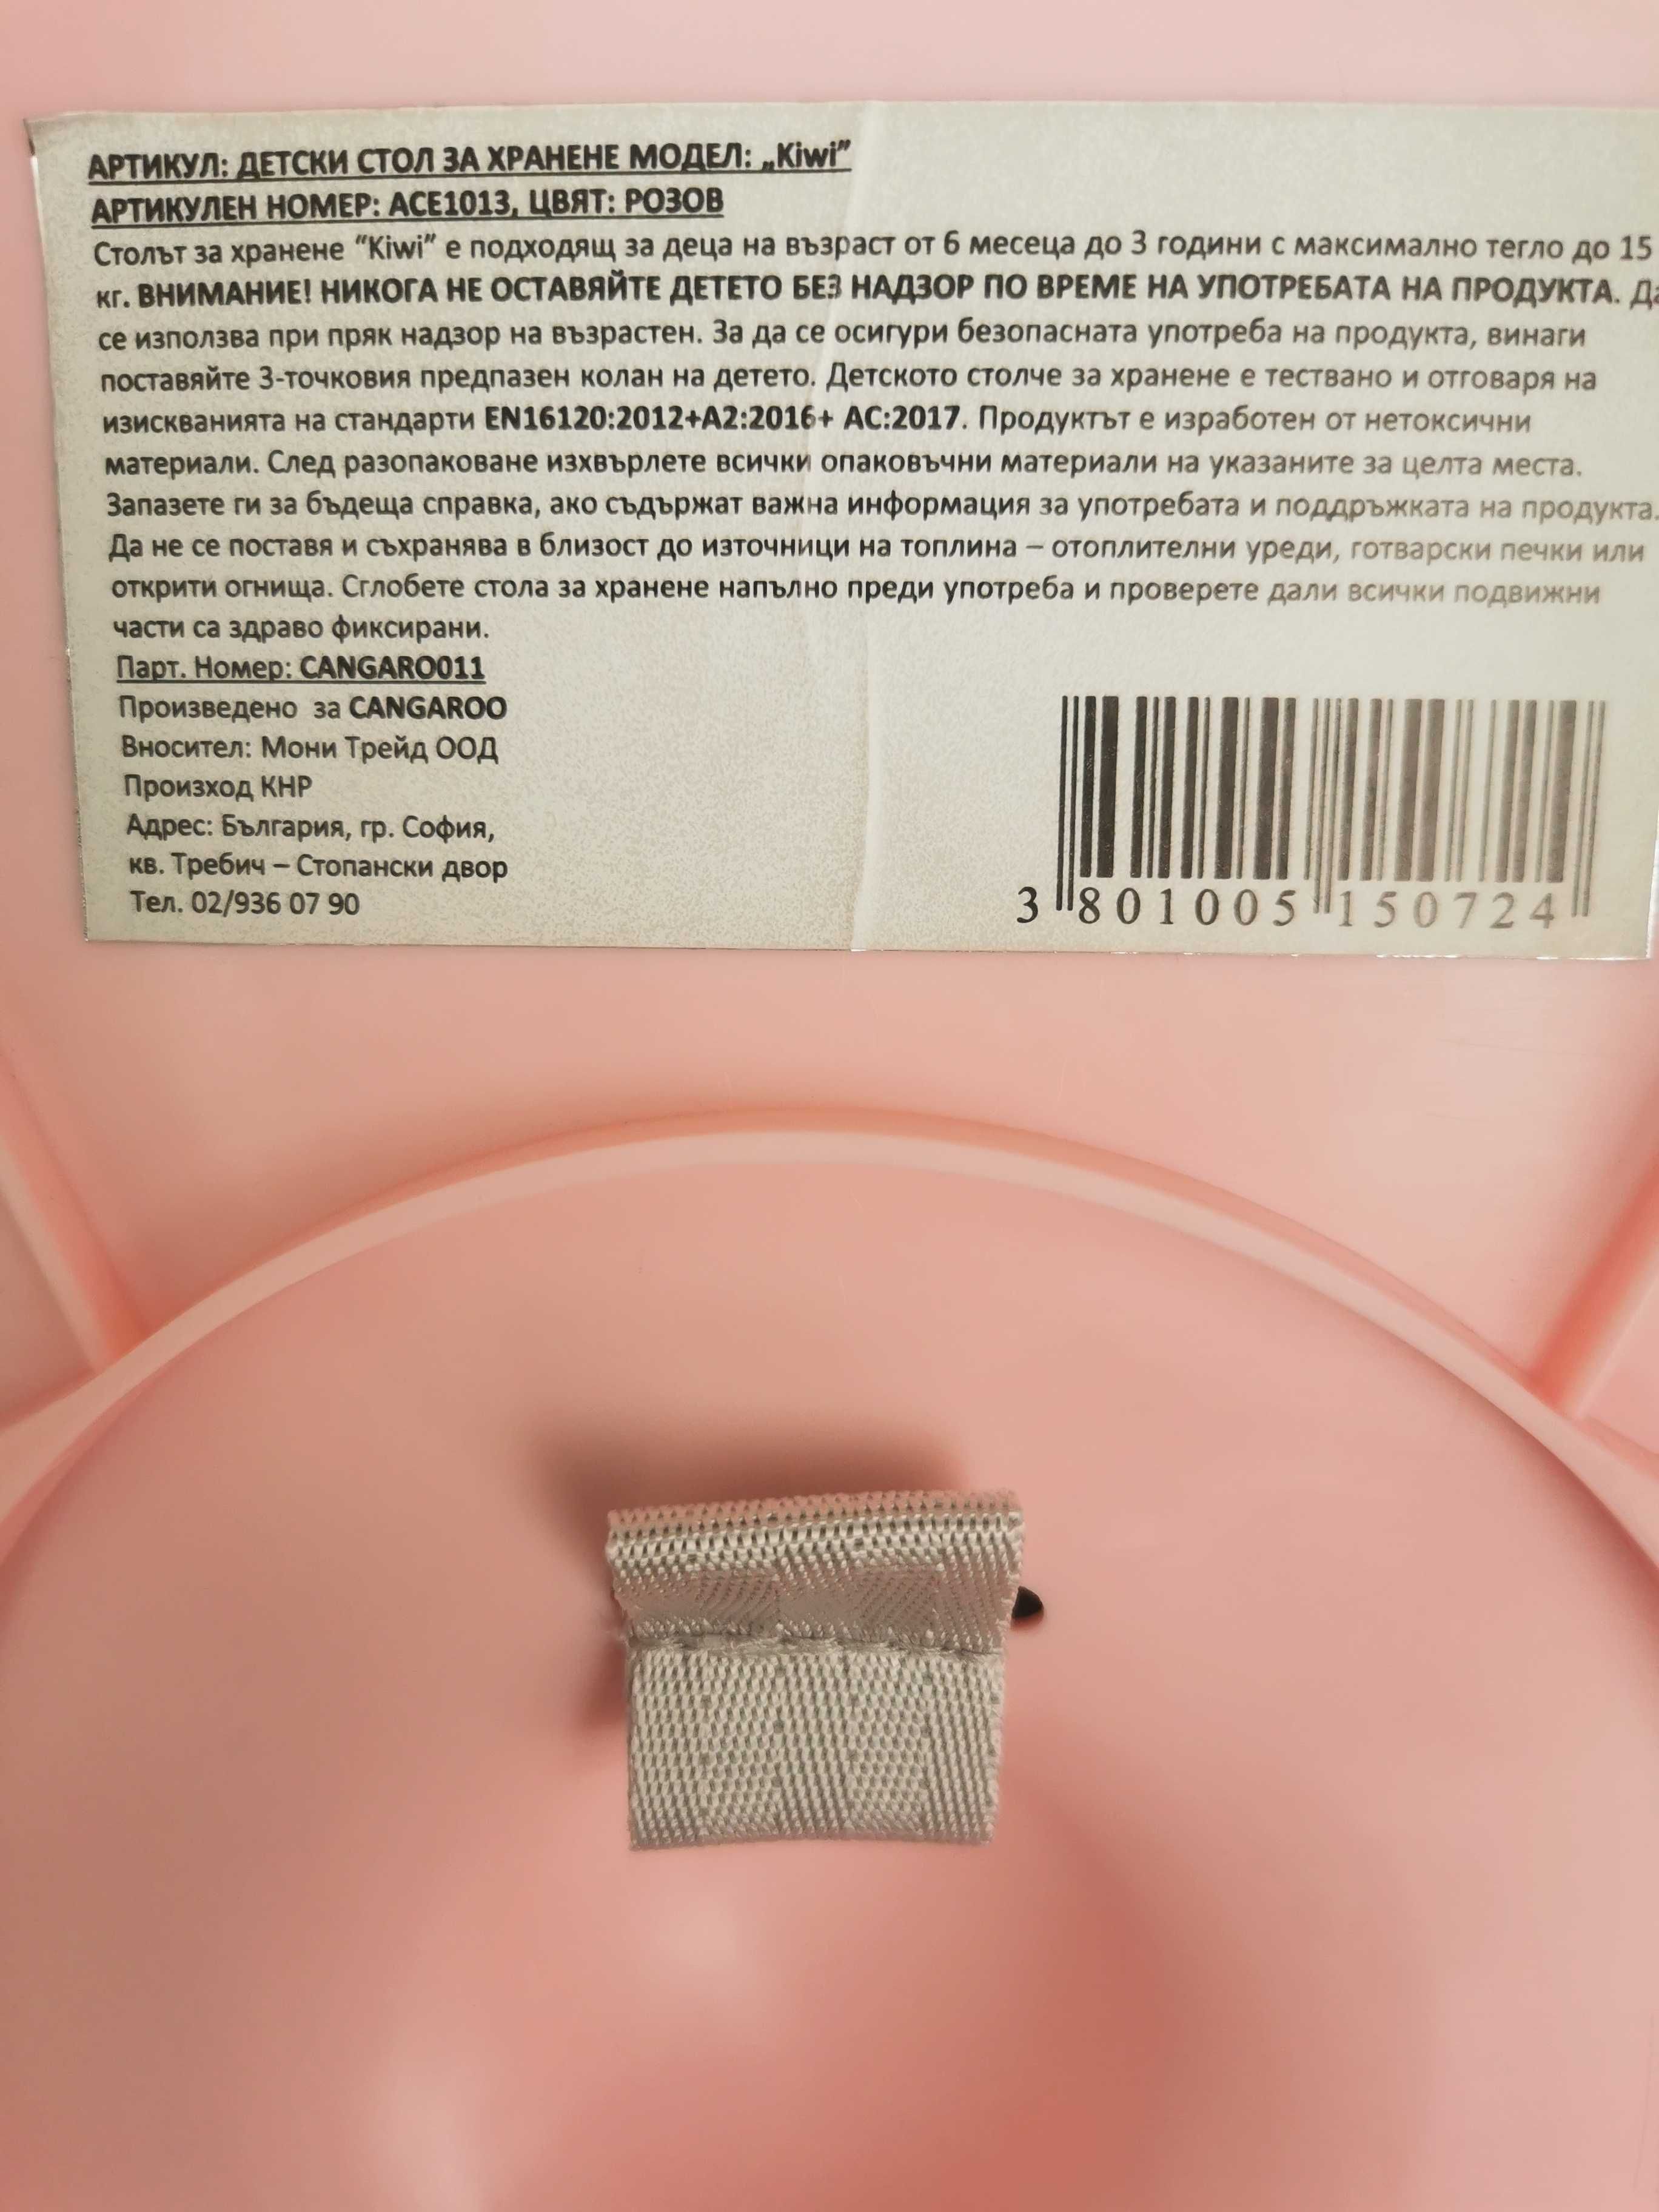 АРТИКУЛ: ДЕТСКИ СТОЛ ЗА ХРАНЕНЕ МОДЕЛ: „Kiwi”
АРТИКУЛЕН НОМЕР: ACE1013, ЦВЯТ: РОЗОВ
Столът за хранене “Kiwi” е подходящ за деца на възраст от 6 месеца до 3 години с максимално тегло до 15
кг. ВНИМАНИЕ! НИКОГА НЕ ОСТАВЯЙТЕ ДЕТЕТО БЕЗ НАДЗОР ПО ВРЕМЕ НА УПОТРЕБАТА НА ПРОДУКТА. Да
се използва при пряк надзор на възрастен. За да се осигури безопасната употреба на продукта, винаги
поставяйте 3-точковия предпазен колан на детето. Детското столче за хранене е тествано и отговаря на
изискванията на стандарти EN16120:2012+A2:2016+ AC:2017. Продуктът е изработен от нетоксични
материали. След разопаковане изхвърлете всички опаковъчни материали на указаните за целта места.
Запазете ги за бъдеща справка, ако съдържат важна информация за употребата и поддръжката на продукта.
Да не се поставя и съхранява в близост до източници на топлина – отоплителни уреди, готварски печки или
открити огнища. Сглобете стола за хранене напълно преди употреба и проверете дали всички подвижни
части са здраво фиксирани.
Парт. Номер: CANGARO011
Произведено за CANGAROO
Вносител: Мони Трейд ООД
Произход КНР
Адрес: България, гр. София,
кв. Требич – Стопански двор
Тел. 02/936 07 90
3 801005 150724